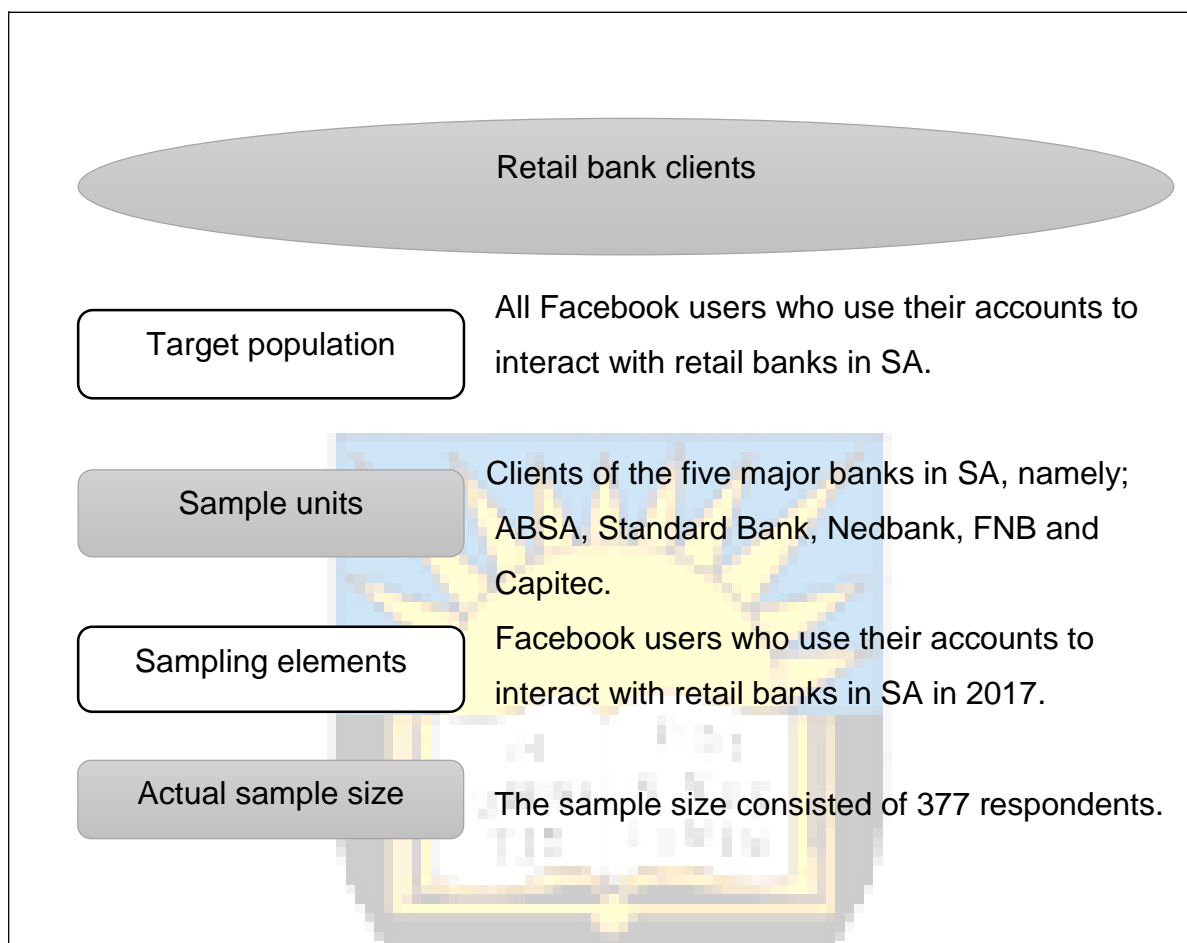 Retail bank clients
Target population
All Facebook users who use their accounts to
interact with retail banks in SA.
Sample units
Clients of the five major banks in SA, namely;
ABSA, Standard Bank, Nedbank, FNB and
Capitec.
Sampling elements
Facebook users who use their accounts to
interact with retail banks in SA in 2017.
Actual sample size
The sample size consisted of 377 respondents.